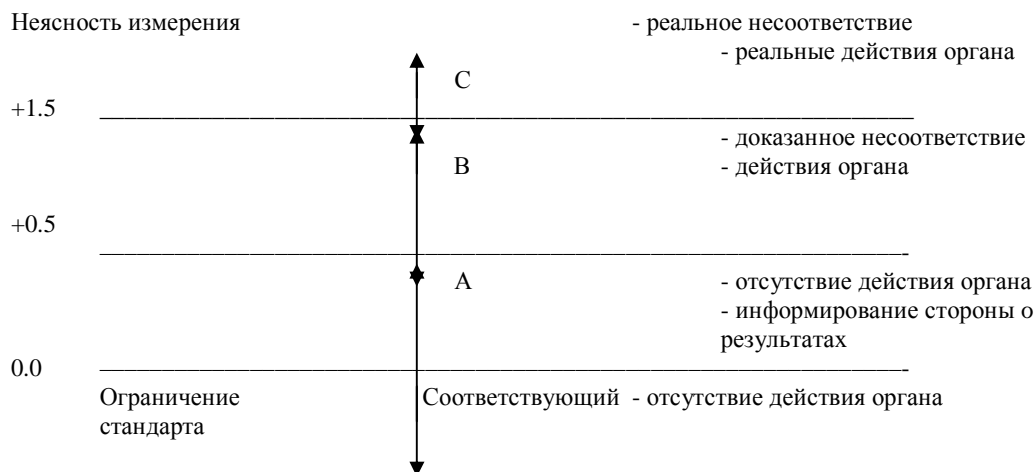 Неясность измерения - реальное несоответствие
- реальные действия органа
C
+1.5
- доказанное несоответствие
B - действия органа
+0.5
A - отсутствие действия органа
- информирование стороны о
результатах
0.0
Ограничение Соответствующий - отсутствие действия органа
стандарта